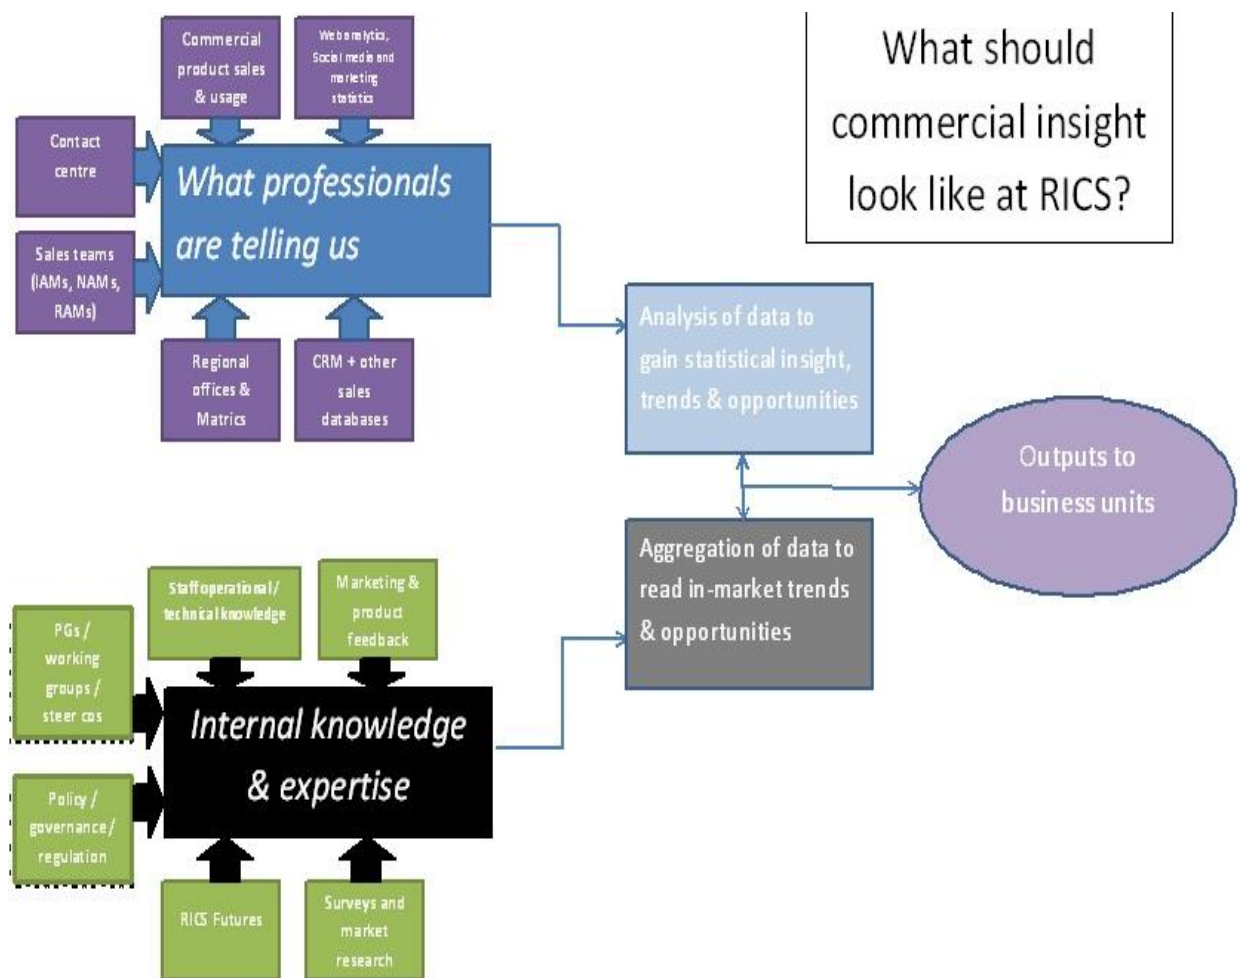 What should
commercial insight
look like at RICS?
Commercial
product sales
& usage
Web analytics,
Social media and
marketing
statistics
Contact
centre
What professionals
are telling us
Sales teams
(IAMs, NAMs,
RAMs)
Regional
offices &
Matrics
CRM + other
sales
databases
Analysis of data to
gain statistical insight,
trends & opportunities
Outputs to
business units
Aggregation of data to
read in-market trends
& opportunities
Staff operational/
technical knowledge
Marketing &
product
feedback
PGs /
working
groups /
steer cos
Internal knowledge
& expertise
Policy /
governance /
regulation
RICS Futures
Surveys and
market
research